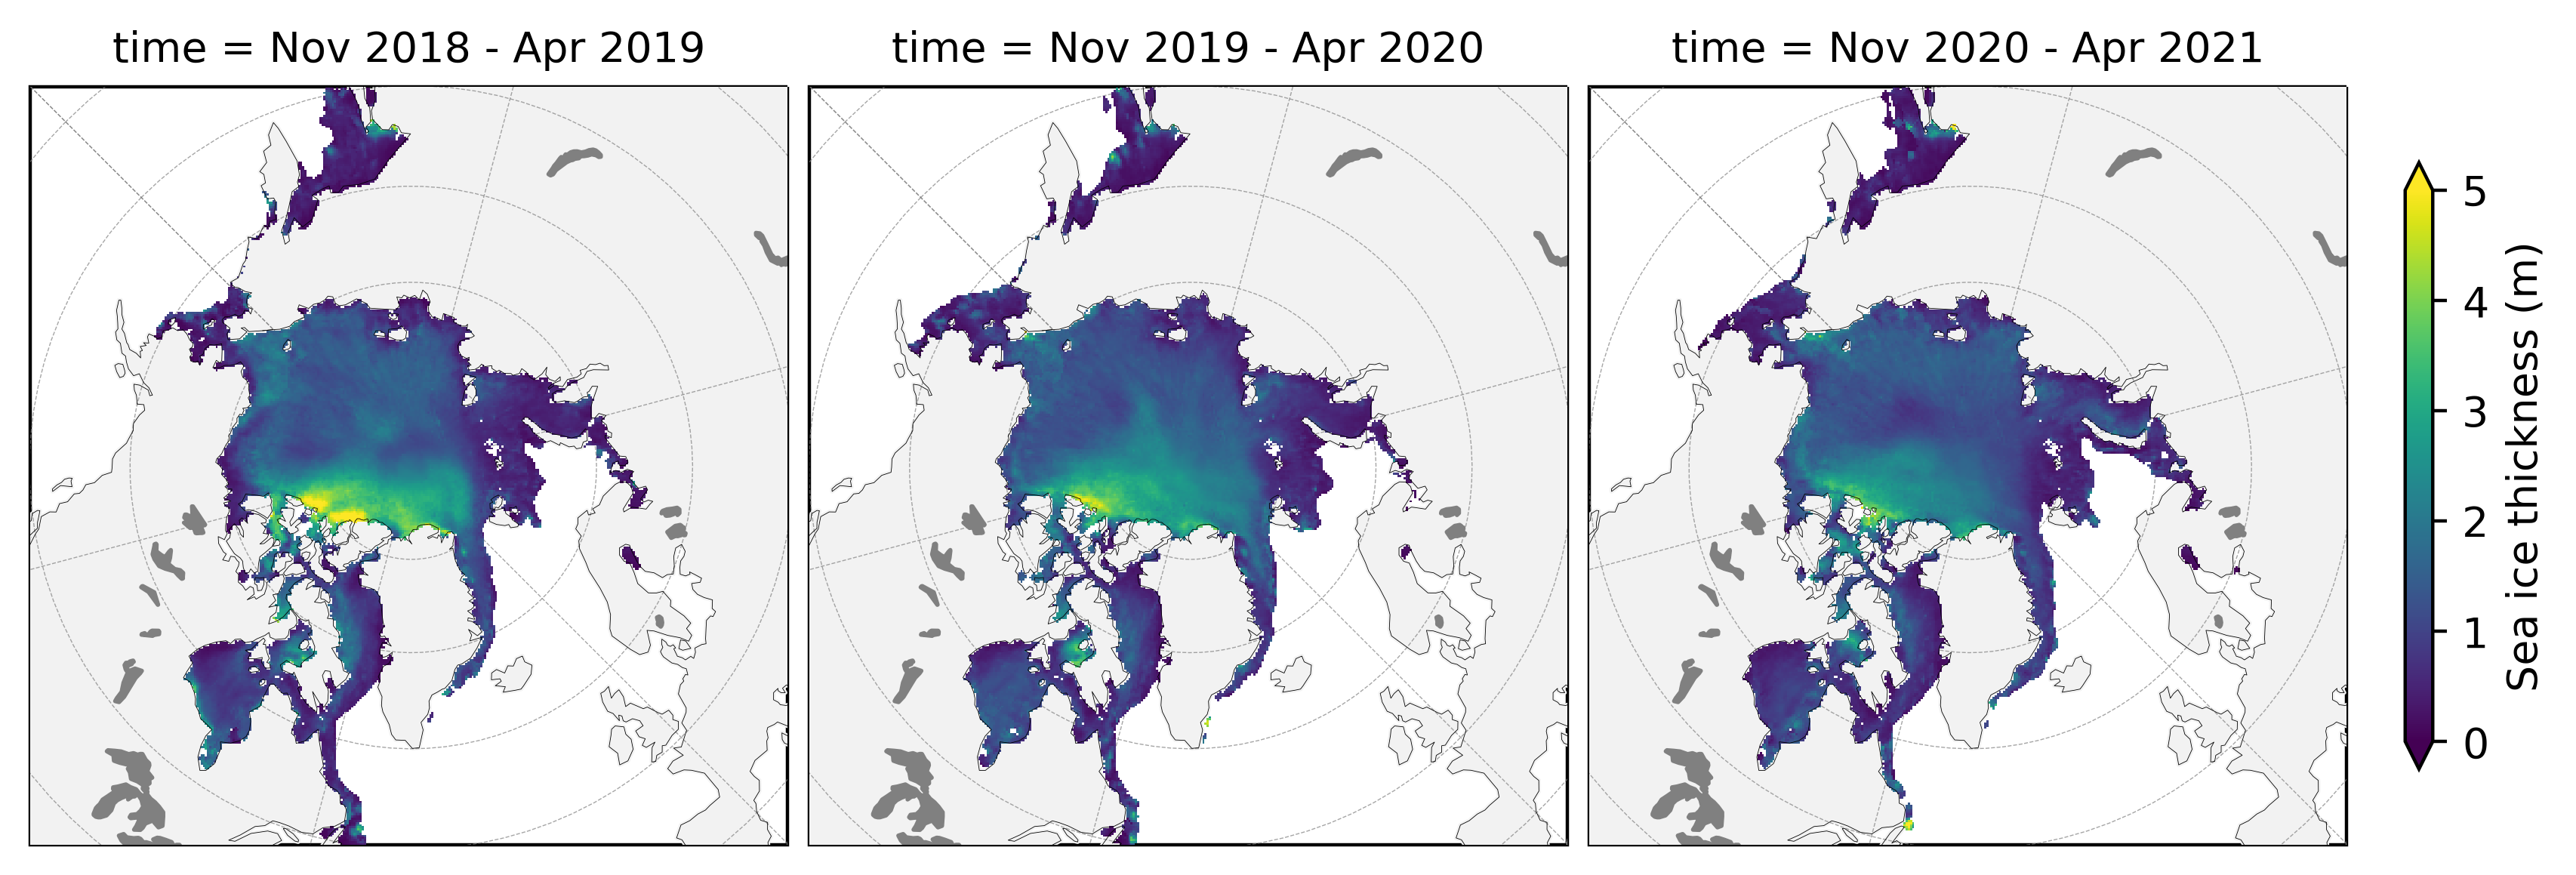 time = Nov 2018 - Apr 2019
time = Nov 2019 - Apr 2020
time = Nov 2020 - Apr 2021
5
4
3
2
1
0
Sea ice thickness (m)